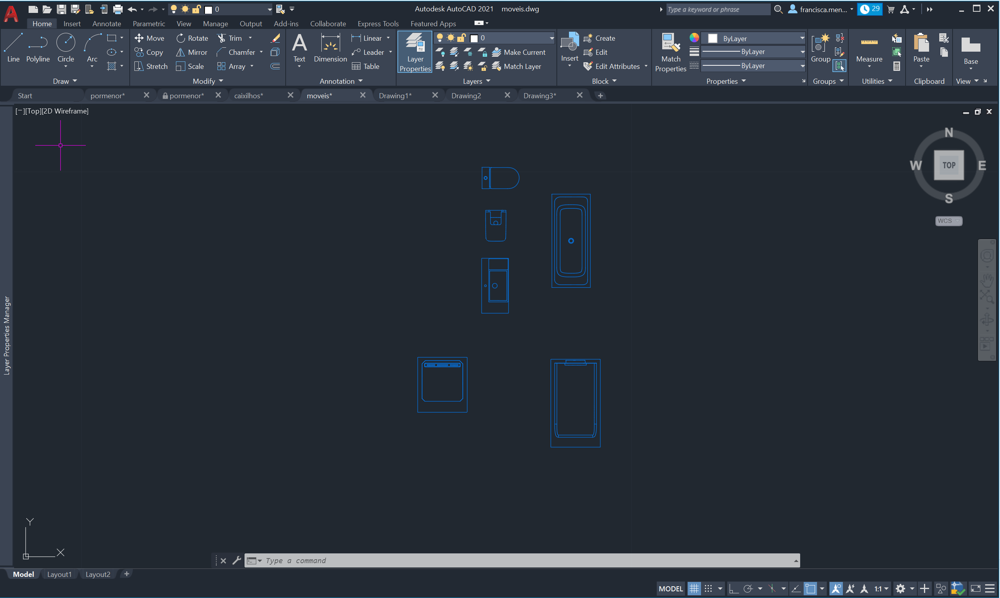 0 Autodesk AutoCAD 2021 moveis.dwg Type a keyword or phrase francisca.men... 29
Home Insert Annotate Parametric View Manage Output Add-ins Collaborate Express Tools Featured Apps
Move Rotate Trim Linear 0 Create ByLayer
Copy Mirror Chamfer Leader Make Current Edit ByLayer
Line Polyline Circle Arc Text Dimension Layer Properties Insert Match Properties Group Measure Paste Base
Stretch Scale Array Table Match Layer Edit Attributes ByLayer
Draw Modify Annotation Layers Block Properties Groups Utilities Clipboard View
Start pormenor* pormenor* caixilhos* moveis* Drawing1* Drawing2 Drawing3*
[−][Top][2D Wireframe]
N
W TOP E
S
WCS
Layer Properties Manager
Y
X
Type a command
Model Layout1 Layout2
MODEL 1:1